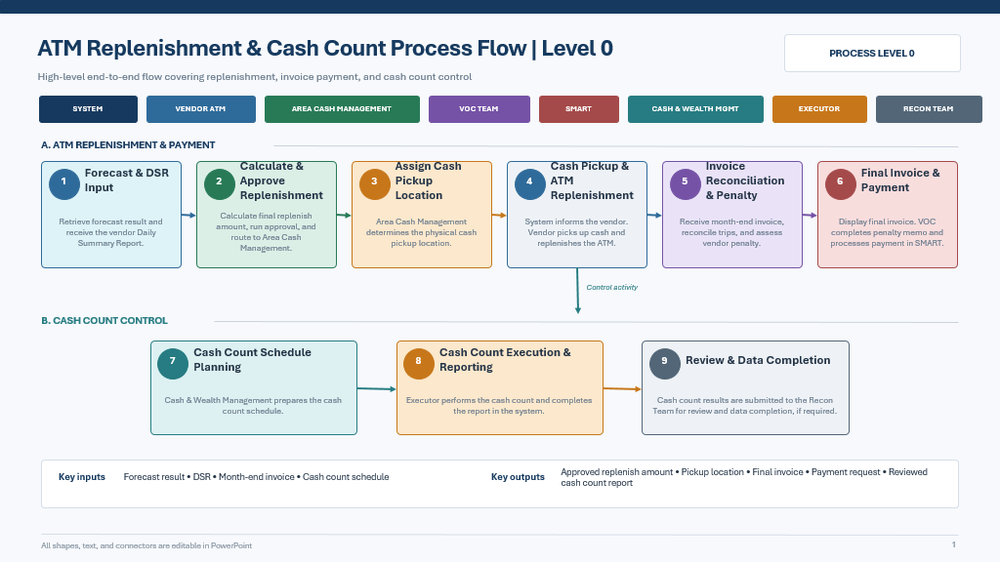 ATM Replenishment & Cash Count Process Flow | Level 0
PROCESS LEVEL 0
High-level end-to-end flow covering replenishment, invoice payment, and cash count control
SYSTEM
VENDOR ATM
AREA CASH MANAGEMENT
VOC TEAM
SMART
CASH & WEALTH MGMT
EXECUTOR
RECON TEAM
A. ATM REPLENISHMENT & PAYMENT
1
Forecast & DSR
Input
Retrieve forecast result and
receive the vendor Daily
Summary Report.
2
Calculate &
Approve
Replenishment
Calculate final replenish
amount, run approval, and
route to Area Cash
Management.
3
Assign Cash
Pickup
Location
Area Cash Management
determines the physical cash
pickup location.
4
Cash Pickup &
ATM
Replenishment
System informs the vendor.
Vendor picks up cash and
replenishes the ATM.
5
Invoice
Reconciliation
& Penalty
Receive month-end invoice,
reconcile trips, and assess
vendor penalty.
6
Final Invoice &
Payment
Display final invoice. VOC
completes penalty memo and
processes payment in SMART.
Control activity
B. CASH COUNT CONTROL
7
Cash Count Schedule
Planning
Cash & Wealth Management prepares the cash
count schedule.
8
Cash Count Execution &
Reporting
Executor performs the cash count and completes
the report in the system.
9
Review & Data Completion
Cash count results are submitted to the Recon
Team for review and data completion, if required.
Key inputs
Forecast result • DSR • Month-end invoice • Cash count schedule
Key outputs
Approved replenish amount • Pickup location • Final invoice • Payment request • Reviewed
cash count report
All shapes, text, and connectors are editable in PowerPoint
1